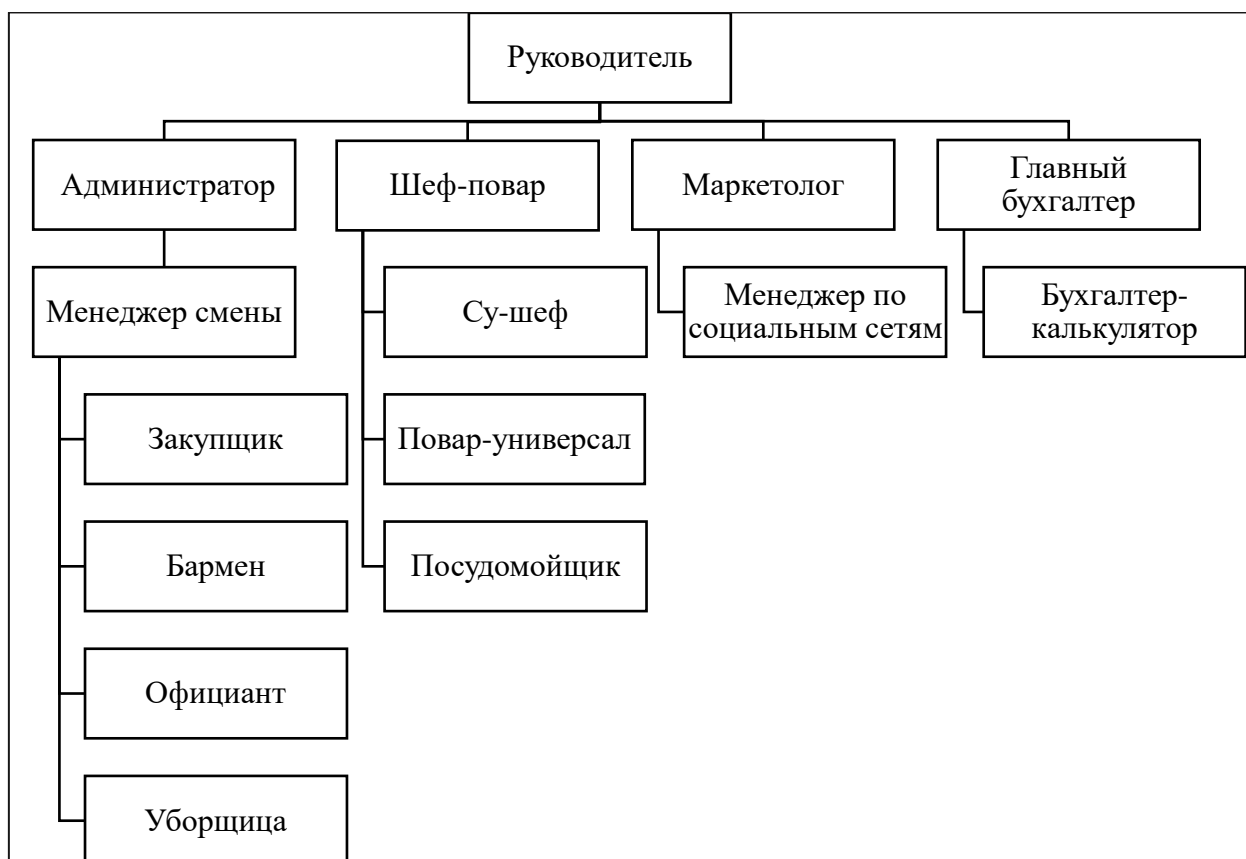 Руководитель
Администратор
Шеф-повар
Маркетолог
Главный
бухгалтер
Менеджер смены
Су-шеф
Менеджер по
социальным сетям
Бухгалтер-
калькулятор
Закупщик
Повар-универсал
Бармен
Посудомойщик
Официант
Уборщица